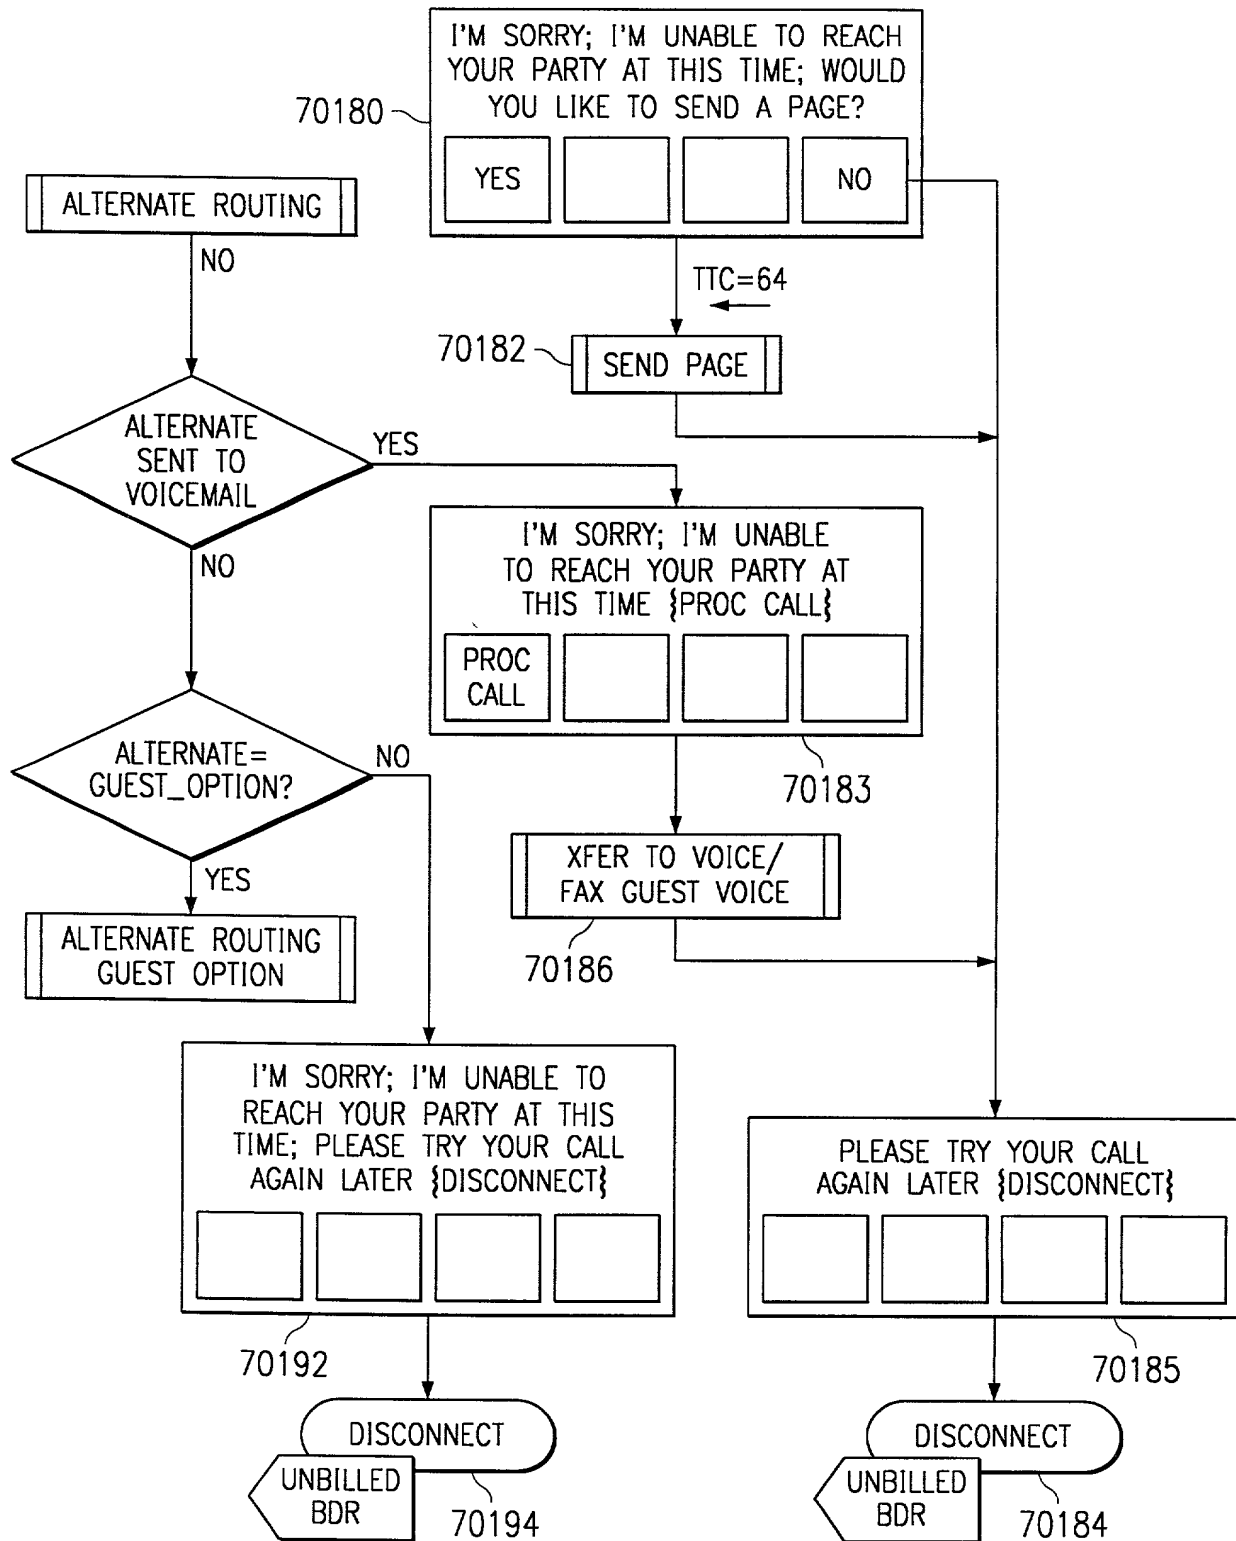 I'M SORRY; I'M UNABLE TO REACH
YOUR PARTY AT THIS TIME; WOULD
YOU LIKE TO SEND A PAGE?
70180
YES
NO
ALTERNATE ROUTING
NO
TTC=64
70182
SEND PAGE
ALTERNATE
SENT TO
VOICEMAIL
YES
NO
I'M SORRY; I'M UNABLE
TO REACH YOUR PARTY AT
THIS TIME {PROC CALL}
PROC
CALL
70183
ALTERNATE=
GUEST_OPTION?
NO
YES
XFER TO VOICE/
FAX GUEST VOICE
70186
ALTERNATE ROUTING
GUEST OPTION
I'M SORRY; I'M UNABLE TO
REACH YOUR PARTY AT THIS
TIME; PLEASE TRY YOUR CALL
AGAIN LATER {DISCONNECT}
70192
PLEASE TRY YOUR CALL
AGAIN LATER {DISCONNECT}
70185
DISCONNECT
UNBILLED
BDR
70194
DISCONNECT
UNBILLED
BDR
70184